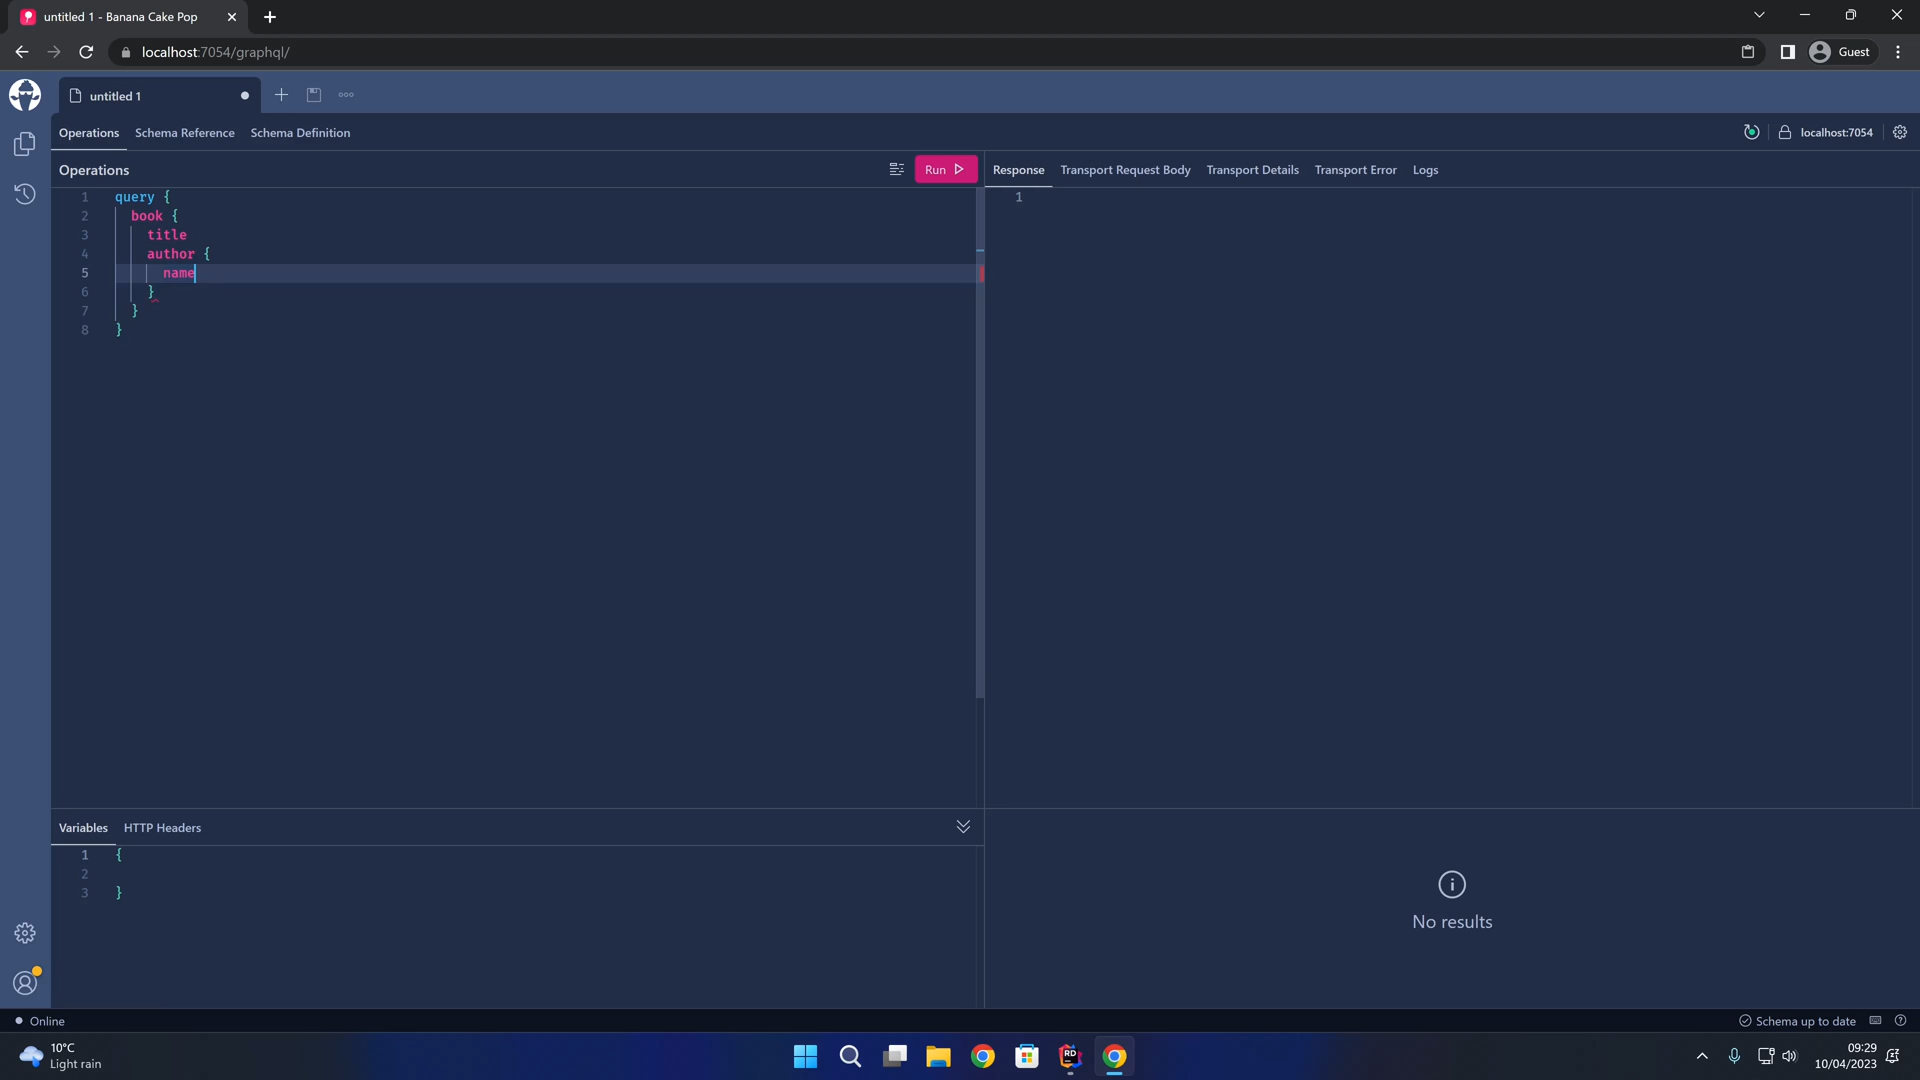 untitled 1 - Banana Cake Pop
localhost:7054/graphql/
Guest
untitled 1
Operations Schema Reference Schema Definition
localhost:7054
Operations
Run
Response Transport Request Body Transport Details Transport Error Logs
1 query {
2 book {
3 title
4 author {
5 name
6 }
7 }
8 }
1
Variables HTTP Headers
1 {
2
3 }
No results
Online
Schema up to date
10°C
Light rain
RD
09:29
10/04/2023